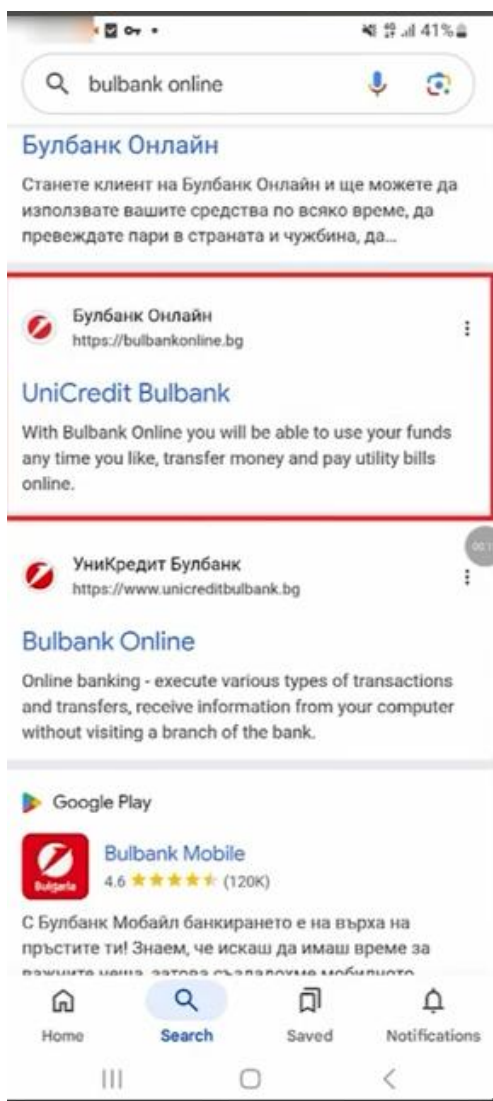 41%
bulbank online
Булбанк Онлайн
Станете клиент на Булбанк Онлайн и ще можете да
използвате вашите средства по всяко време, да
превеждате пари в страната и чужбина, да...
Булбанк Онлайн
https://bulbankonline.bg
UniCredit Bulbank
With Bulbank Online you will be able to use your funds
any time you like, transfer money and pay utility bills
online.
УниКредит Булбанк
https://www.unicreditbulbank.bg
Bulbank Online
Online banking - execute various types of transactions
and transfers, receive information from your computer
without visiting a branch of the bank.
Google Play
Bulgaria
Bulbank Mobile
4.6 (120K)
С Булбанк Мобайл банкирането е на върха на
пръстите ти! Знаем, че искаш да имаш време за
важните неща, затова създадохме мобилното
Home Search Saved Notifications